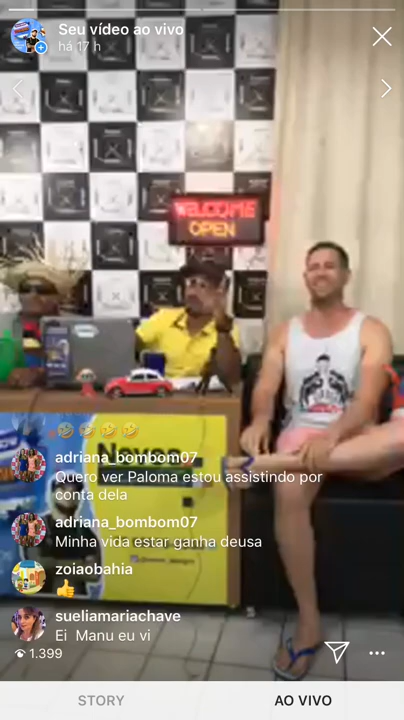 Seu vídeo ao vivo
há 17 h
WELCOME
OPEN
adriana_bombom07
Quero ver Paloma estou assistindo por
conta dela
adriana_bombom07
Minha vida estar ganha deusa
zoiaobahia
sueliamariachave
Ei Manu eu vi
1.399
STORY
AO VIVO